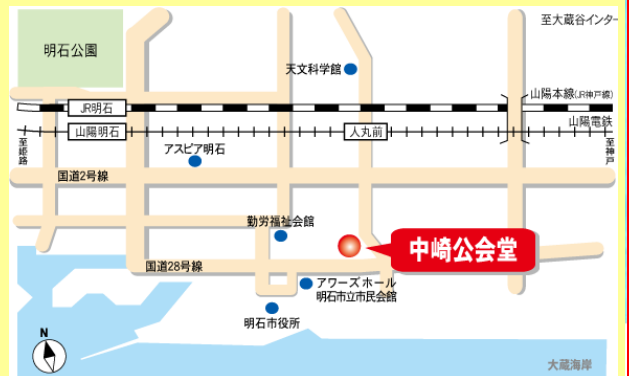 至大蔵谷インター
明石公園
天文科学館
山陽本線(JR神戸線)
JR明石
山陽電鉄
山陽明石
人丸前
至姫路
アスピア明石
至神戸
国道2号線
勤労福祉会館
中崎公会堂
国道28号線
アワーズホール
明石市立市民会館
明石市役所
N
大蔵海岸